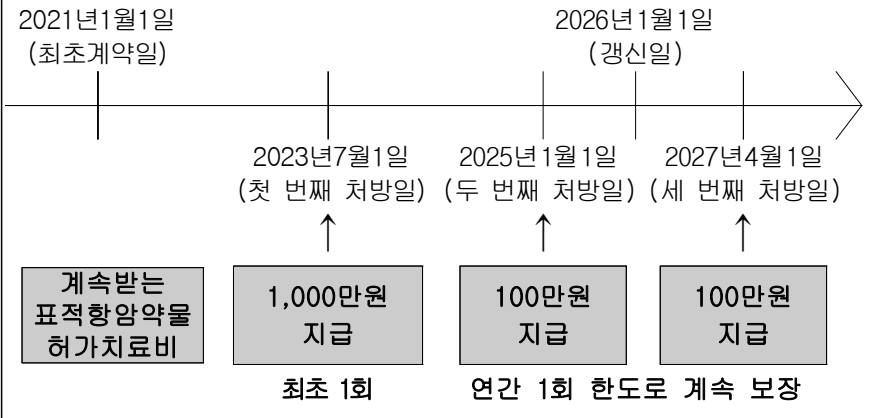 2021년1월1일
(최초계약일)
2026년1월1일
(갱신일)
2023년7월1일
(첫 번째 처방일)
2025년1월1일
(두 번째 처방일)
2027년4월1일
(세 번째 처방일)
계속받는
표적항암약물
허가치료비
1,000만원
지급
100만원
지급
100만원
지급
최초 1회
연간 1회 한도로 계속 보장